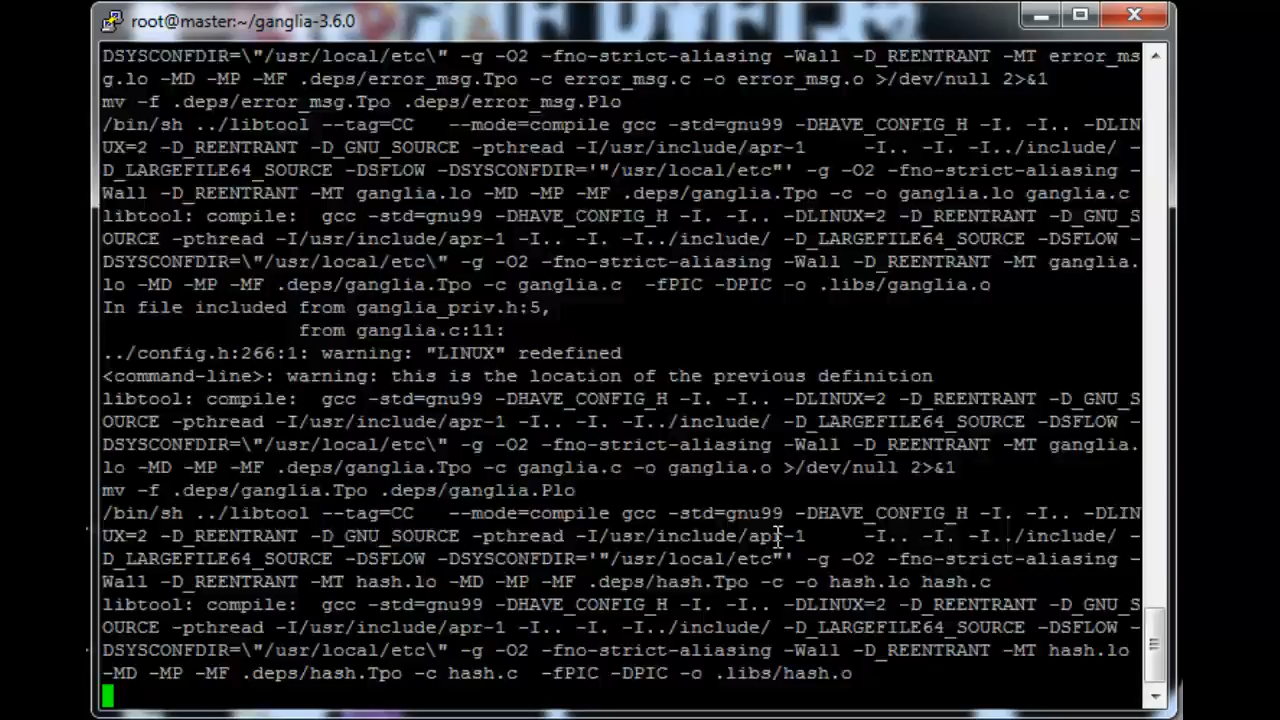 root@master:~/ganglia-3.6.0
DSYSCONFDIR=\"/usr/local/etc\" -g -O2 -fno-strict-aliasing -Wall -D_REENTRANT -MT error_ms
g.lo -MD -MP -MF .deps/error_msg.Tpo -c error_msg.c -o error_msg.o >/dev/null 2>&1
mv -f .deps/error_msg.Tpo .deps/error_msg.Plo
/bin/sh ../libtool --tag=CC   --mode=compile gcc -std=gnu99 -DHAVE_CONFIG_H -I. -I.. -DLIN
UX=2 -D_REENTRANT -D_GNU_SOURCE -pthread -I/usr/include/apr-1     -I.. -I. -I../include/ -
D_LARGEFILE64_SOURCE -DSFLOW -DSYSCONFDIR='"/usr/local/etc"' -g -O2 -fno-strict-aliasing -
Wall -D_REENTRANT -MT ganglia.lo -MD -MP -MF .deps/ganglia.Tpo -c -o ganglia.lo ganglia.c
libtool: compile:  gcc -std=gnu99 -DHAVE_CONFIG_H -I. -I.. -DLINUX=2 -D_REENTRANT -D_GNU_S
OURCE -pthread -I/usr/include/apr-1 -I.. -I. -I../include/ -D_LARGEFILE64_SOURCE -DSFLOW -
DSYSCONFDIR=\"/usr/local/etc\" -g -O2 -fno-strict-aliasing -Wall -D_REENTRANT -MT ganglia.
lo -MD -MP -MF .deps/ganglia.Tpo -c ganglia.c  -fPIC -DPIC -o .libs/ganglia.o
In file included from ganglia_priv.h:5,
                 from ganglia.c:11:
../config.h:266:1: warning: "LINUX" redefined
<command-line>: warning: this is the location of the previous definition
libtool: compile:  gcc -std=gnu99 -DHAVE_CONFIG_H -I. -I.. -DLINUX=2 -D_REENTRANT -D_GNU_S
OURCE -pthread -I/usr/include/apr-1 -I.. -I. -I../include/ -D_LARGEFILE64_SOURCE -DSFLOW -
DSYSCONFDIR=\"/usr/local/etc\" -g -O2 -fno-strict-aliasing -Wall -D_REENTRANT -MT ganglia.
lo -MD -MP -MF .deps/ganglia.Tpo -c ganglia.c -o ganglia.o >/dev/null 2>&1
mv -f .deps/ganglia.Tpo .deps/ganglia.Plo
/bin/sh ../libtool --tag=CC   --mode=compile gcc -std=gnu99 -DHAVE_CONFIG_H -I. -I.. -DLIN
UX=2 -D_REENTRANT -D_GNU_SOURCE -pthread -I/usr/include/apr-1     -I.. -I. -I../include/ -
D_LARGEFILE64_SOURCE -DSFLOW -DSYSCONFDIR='"/usr/local/etc"' -g -O2 -fno-strict-aliasing -
Wall -D_REENTRANT -MT hash.lo -MD -MP -MF .deps/hash.Tpo -c -o hash.lo hash.c
libtool: compile:  gcc -std=gnu99 -DHAVE_CONFIG_H -I. -I.. -DLINUX=2 -D_REENTRANT -D_GNU_S
OURCE -pthread -I/usr/include/apr-1 -I.. -I. -I../include/ -D_LARGEFILE64_SOURCE -DSFLOW -
DSYSCONFDIR=\"/usr/local/etc\" -g -O2 -fno-strict-aliasing -Wall -D_REENTRANT -MT hash.lo
-MD -MP -MF .deps/hash.Tpo -c hash.c  -fPIC -DPIC -o .libs/hash.o